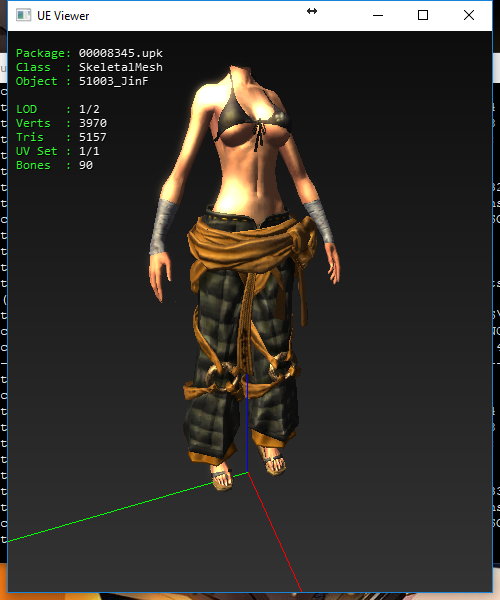 UE Viewer
Package: 00008345.upk
Class : SkeletalMesh
Object : 51003_JinF
LOD : 1/2
Verts : 3970
Tris : 5157
UV Set : 1/1
Bones : 90